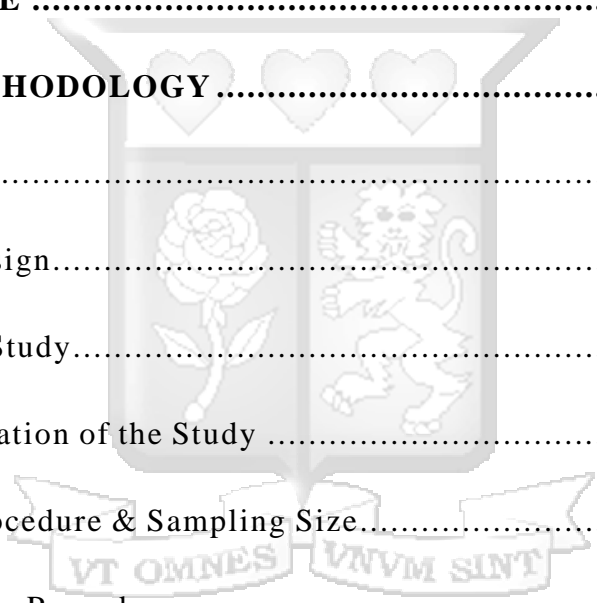 E ........................................................
HODOLOGY ........................................
........................................................
sign........................................................
Study........................................................
ation of the Study ........................................
ocedure & Sampling Size........................
VT OMNES VNVM SINT